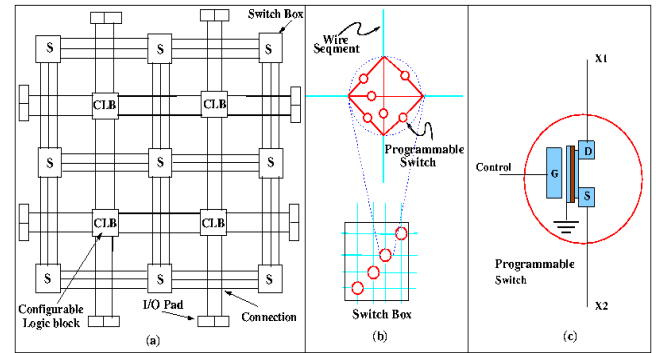 Switch Box
S S S
CLB CLB
S S S
CLB CLB
S S S
Configurable
Logic block
I/O Pad
Connection
(a)
Wire
Seqment
Programmable
Switch
Switch Box
(b)
X1
Control
G
D
S
Programmable
Switch
X2
(c)